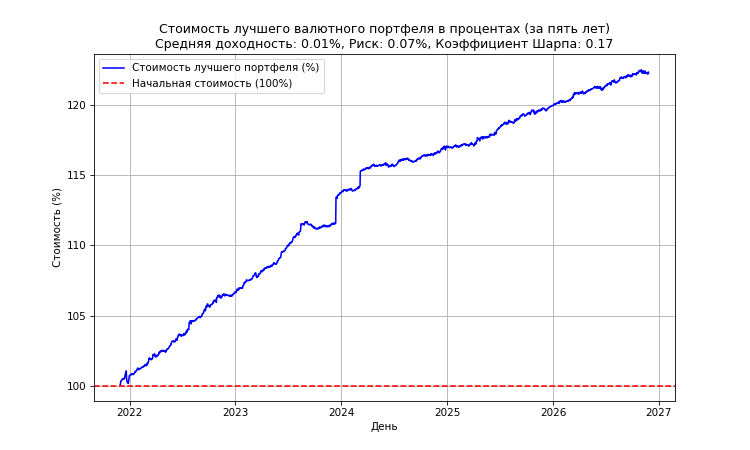 Стоимость лучшего валютного портфеля в процентах (за пять лет)
Средняя доходность: 0.01%, Риск: 0.07%, Коэффициент Шарпа: 0.17
Стоимость лучшего портфеля (%)
Начальная стоимость (100%)
Стоимость (%)
120
115
110
105
100
2022 2023 2024 2025 2026 2027
День